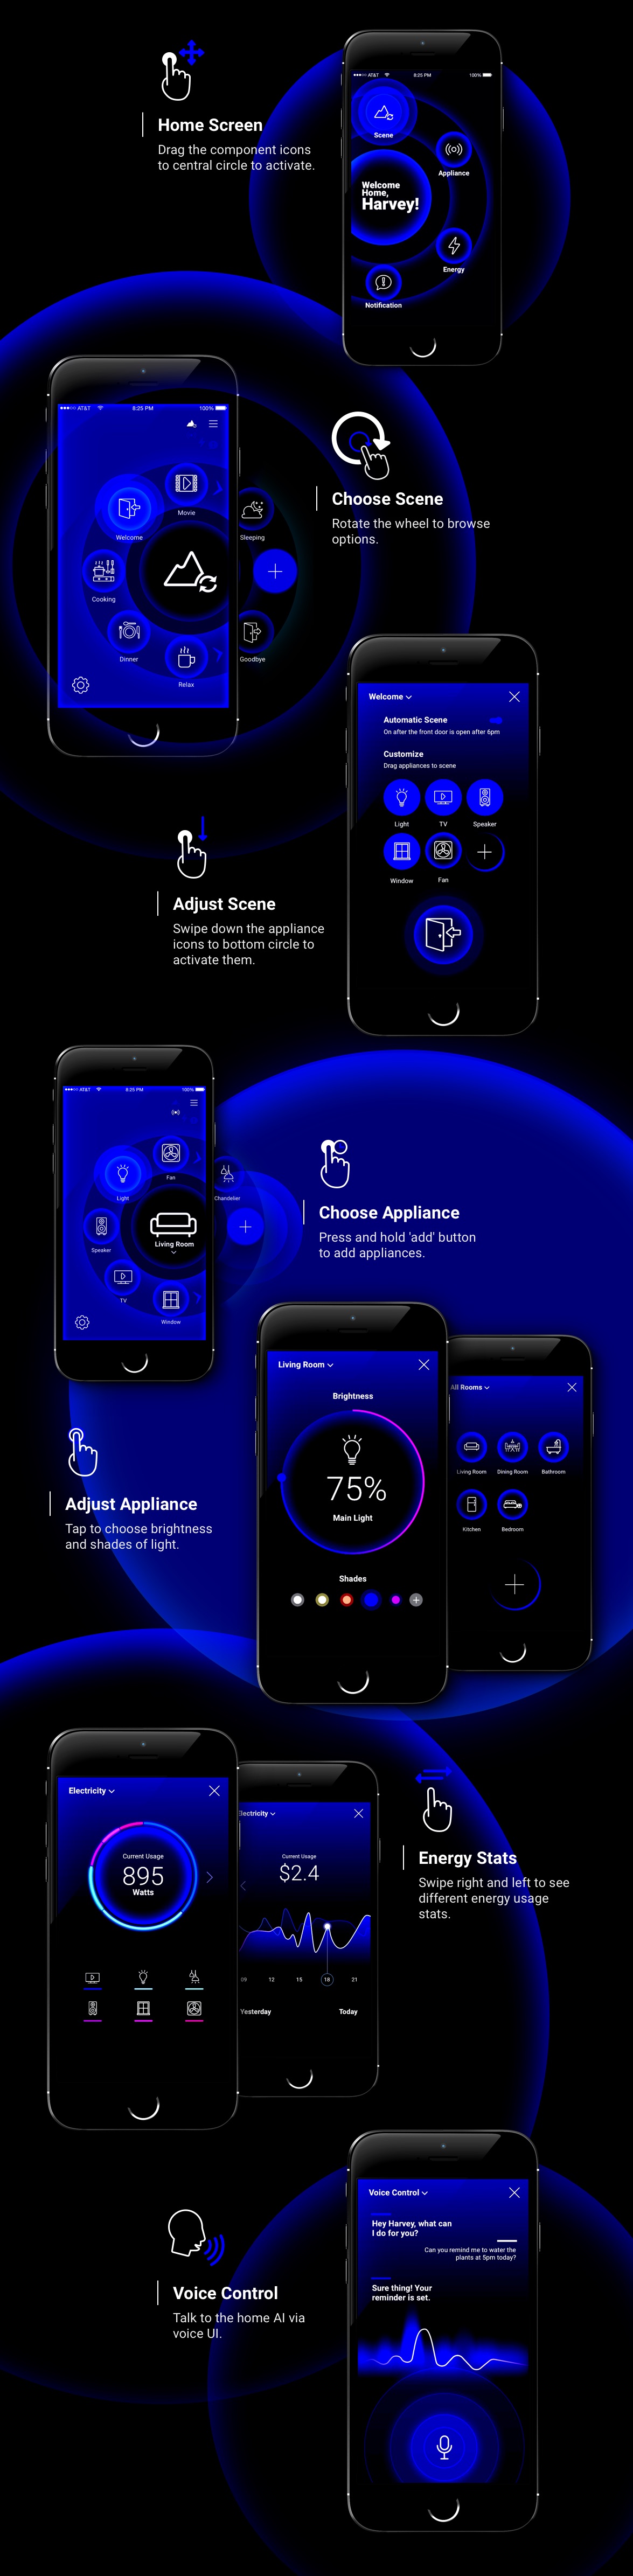 Home Screen
Drag the component icons
to central circle to activate.
AT&T
8:25 PM
100%
Scene
Appliance
Welcome
Home,
Harvey!
Energy
Notification
AT&T
8:25 PM
100%
Movie
Welcome
Sleeping
Cooking
Dinner
Goodbye
Relax
Choose Scene
Rotate the wheel to browse
options.
Welcome
Automatic Scene
On after the front door is open after 6pm
Customize
Drag appliances to scene
Light
TV
Speaker
Window
Fan
Adjust Scene
Swipe down the appliance
icons to bottom circle to
activate them.
AT&T
8:25 PM
100%
Fan
Light
Chandelier
Speaker
Living Room
TV
Window
Choose Appliance
Press and hold 'add' button
to add appliances.
Living Room
Brightness
75%
Main Light
Shades
All Rooms
Living Room
Dining Room
Bathroom
Kitchen
Bedroom
Adjust Appliance
Tap to choose brightness
and shades of light.
Electricity
Current Usage
895
Watts
lectricity
Current Usage
$2.4
09 12 15 18 21
Yesterday
Today
Energy Stats
Swipe right and left to see
different energy usage
stats.
Voice Control
Hey Harvey, what can
I do for you?
Can you remind me to water the
plants at 5pm today?
Sure thing! Your
reminder is set.
Voice Control
Talk to the home AI via
voice UI.